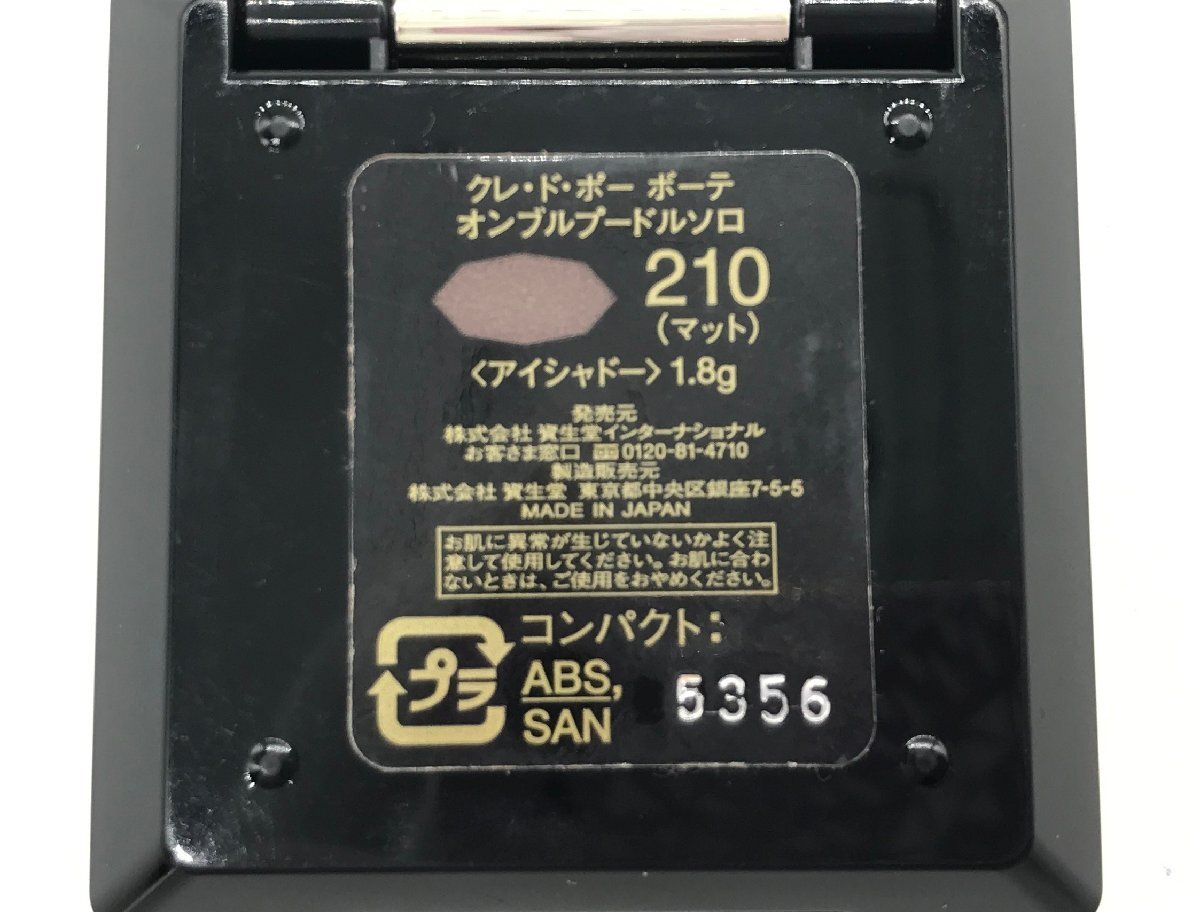 クレ・ド・ポー ボーテ
オンブルプードルソロ
210
(マット)
〈アイシャドー〉1.8g
発売元
株式会社 資生堂インターナショナル
お客さま窓口 0120-81-4710
製造販売元
株式会社 資生堂 東京都中央区銀座7-5-5
MADE IN JAPAN
お肌に異常が生じていないかよく注
意して使用してください。お肌に合わ
ないときは、ご使用をおやめください。
プラ
コンパクト:
ABS,
SAN
5356